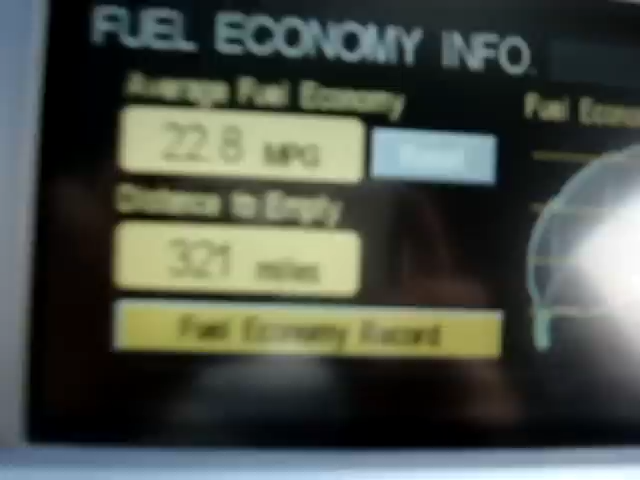 FUEL ECONOMY INFO.
Average Fuel Economy
Fuel Econo
22.8 MPG
Reset
Distance to Empty
321 miles
Fuel Economy Record